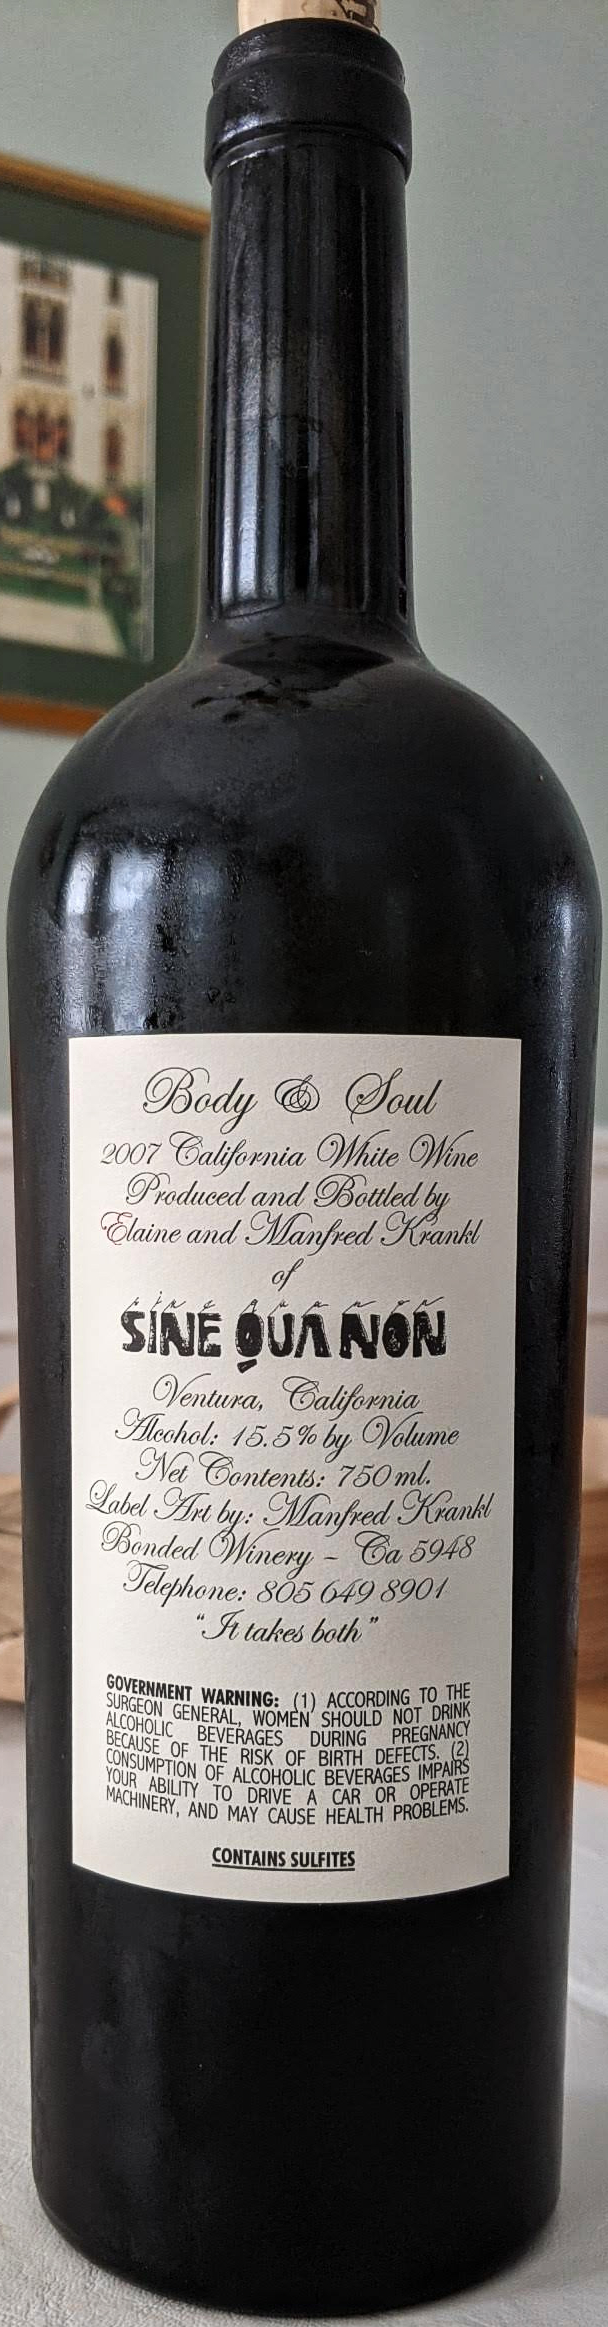 Body & Soul
2007 California White Wine
Produced and Bottled by
Elaine and Manfred Krankl
of
SINE QUA NON
Ventura, California
Alcohol: 15.5% by Volume
Net Contents: 750 ml.
Label Art by: Manfred Krankl
Bonded Winery - Ca 5948
Telephone: 805 649 8901
"It takes both"
GOVERNMENT WARNING: (1) ACCORDING TO THE
SURGEON GENERAL, WOMEN SHOULD NOT DRINK
ALCOHOLIC BEVERAGES DURING PREGNANCY
BECAUSE OF THE RISK OF BIRTH DEFECTS. (2)
CONSUMPTION OF ALCOHOLIC BEVERAGES IMPAIRS
YOUR ABILITY TO DRIVE A CAR OR OPERATE
MACHINERY, AND MAY CAUSE HEALTH PROBLEMS.
CONTAINS SULFITES